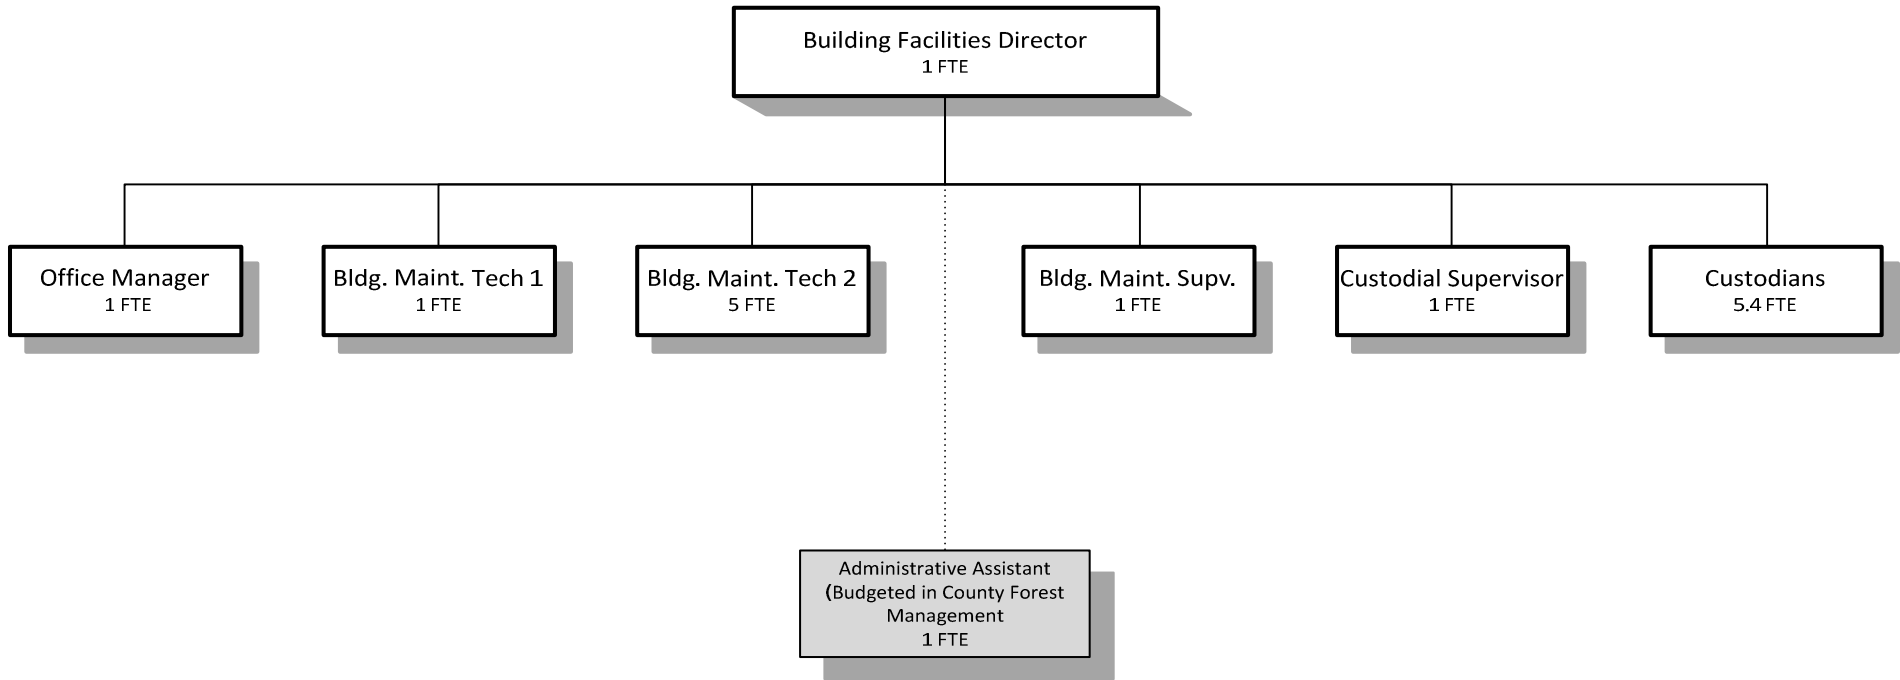 Building Facilities Director
1 FTE
Office Manager
1 FTE
Bldg. Maint. Tech 1
1 FTE
Bldg. Maint. Tech 2
5 FTE
Bldg. Maint. Supv.
1 FTE
Custodial Supervisor
1 FTE
Custodians
5.4 FTE
Administrative Assistant
(Budgeted in County Forest
Management
1 FTE